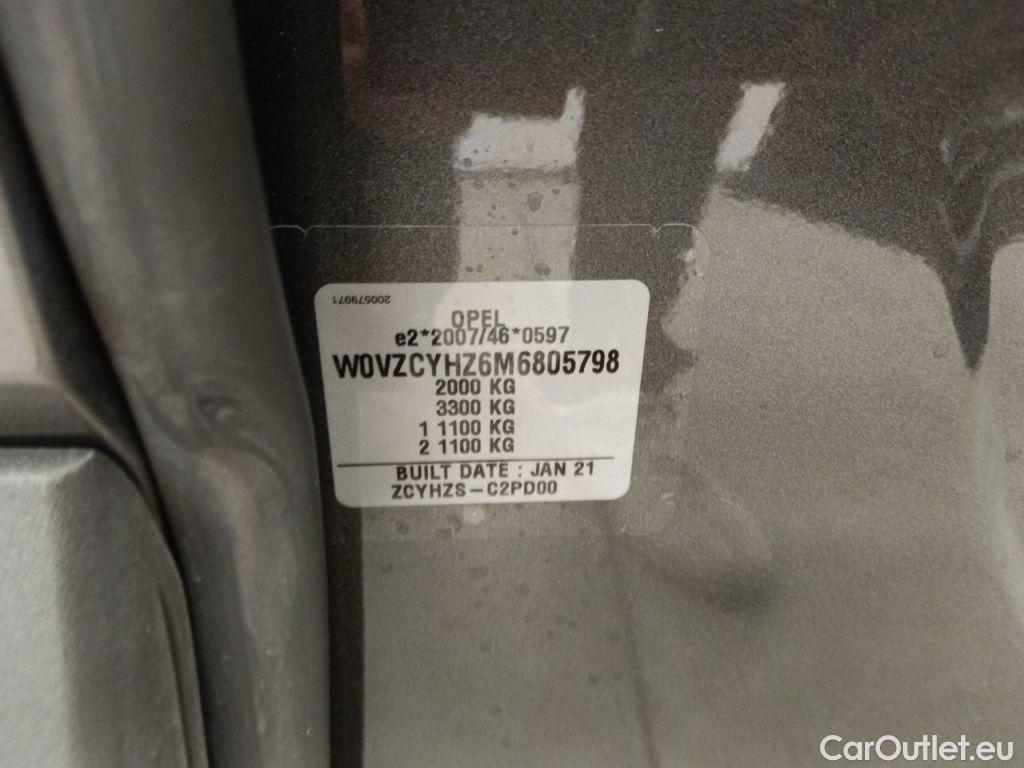 200579971
OPEL
e2*2007/46*0597
W0VZCYHZ6M6805798
2000 KG
3300 KG
1 1100 KG
2 1100 KG
BUILT DATE : JAN 21
ZCYHZS-C2PD00
CarOutlet.eu